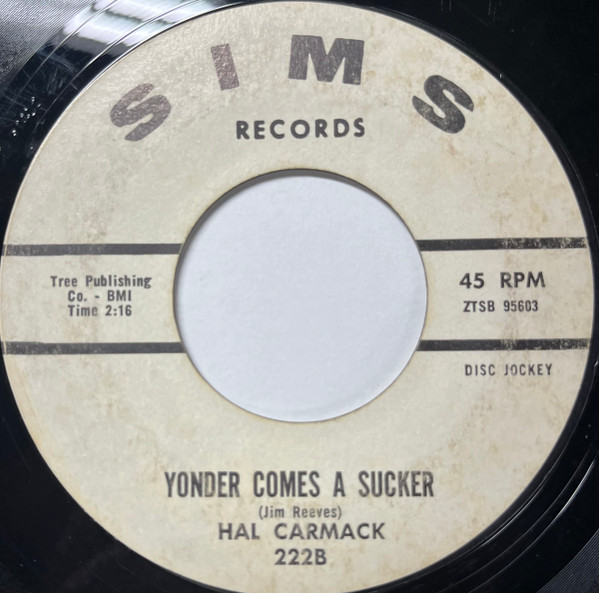 SIMS
RECORDS
Tree Publishing
Co. - BMI
Time 2:16
45 RPM
ZTSB 95603
DISC JOCKEY
YONDER COMES A SUCKER
(Jim Reeves)
HAL CARMACK
222B